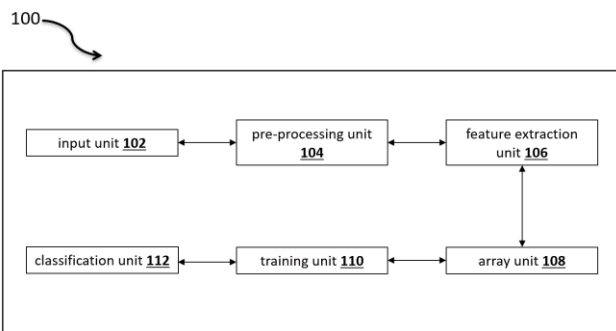 100
input unit 102
pre-processing unit
104
feature extraction
unit 106
classification unit 112
training unit 110
array unit 108